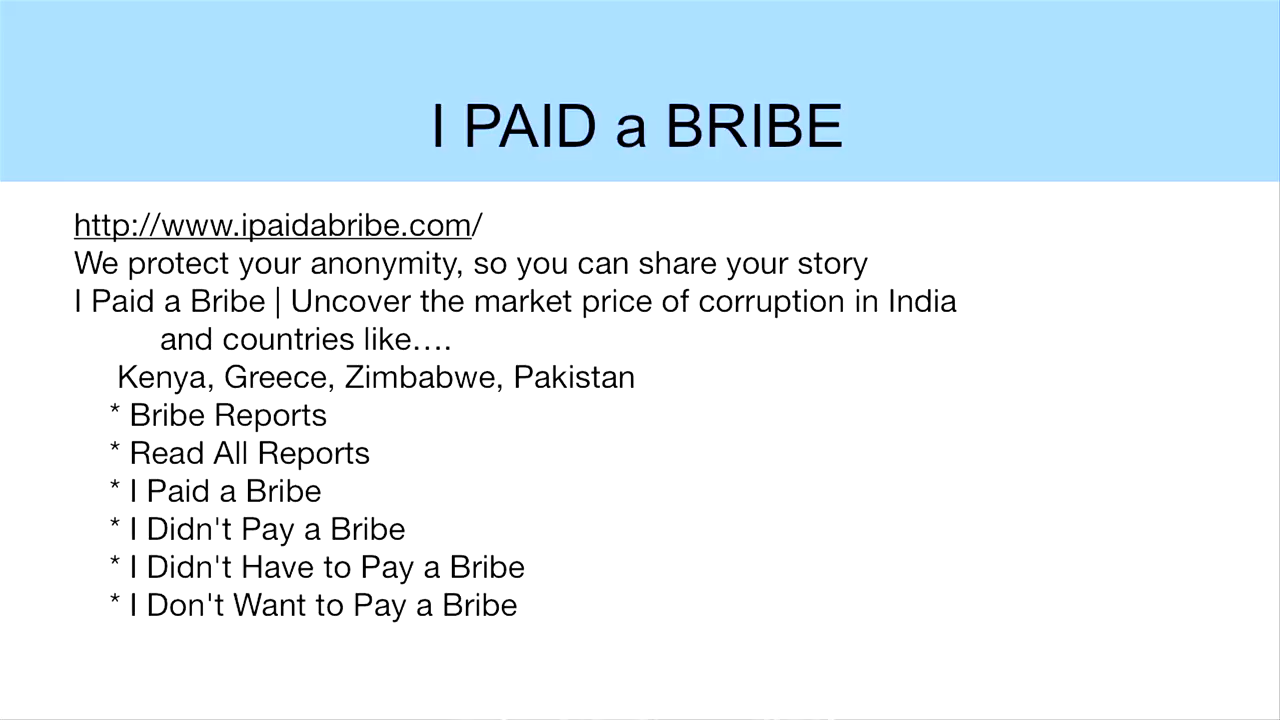 I PAID a BRIBE
http://www.ipaidabribe.com/
We protect your anonymity, so you can share your story
I Paid a Bribe | Uncover the market price of corruption in India
and countries like….
Kenya, Greece, Zimbabwe, Pakistan
* Bribe Reports
* Read All Reports
* I Paid a Bribe
* I Didn't Pay a Bribe
* I Didn't Have to Pay a Bribe
* I Don't Want to Pay a Bribe